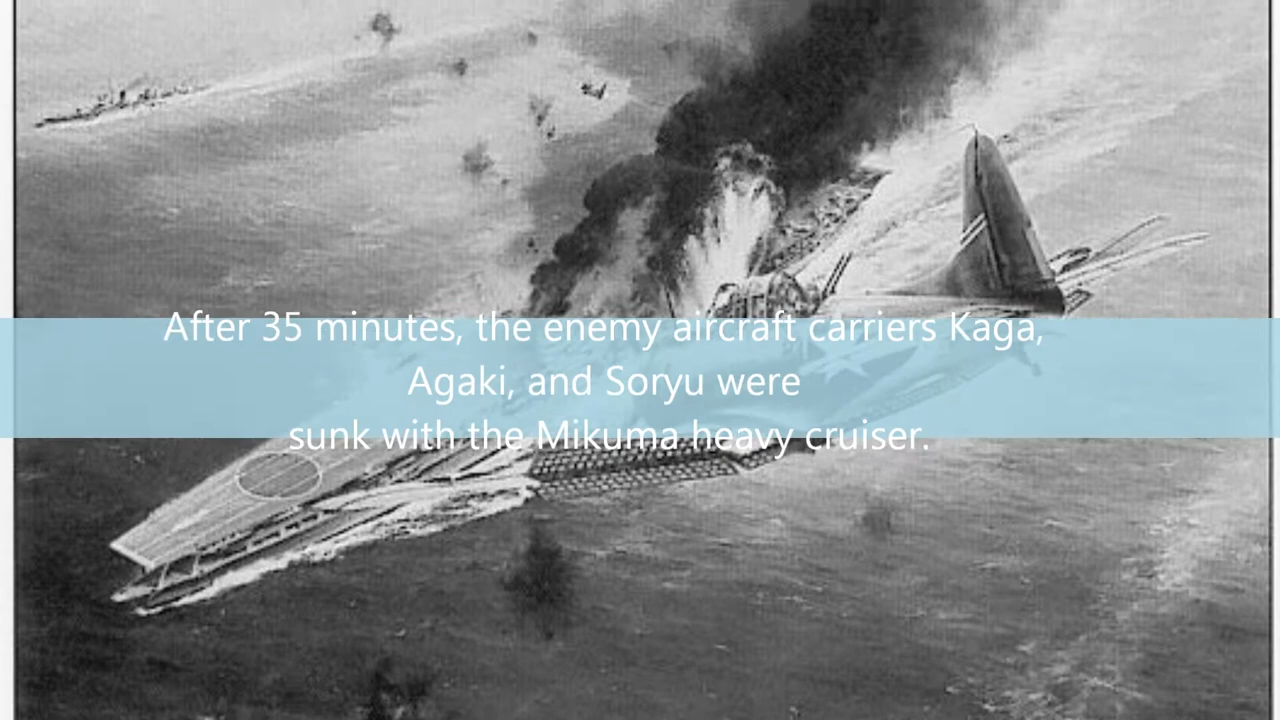 After 35 minutes, the enemy aircraft carriers Kaga,
Agaki, and Soryu were
sunk with the Mikuma heavy cruiser.